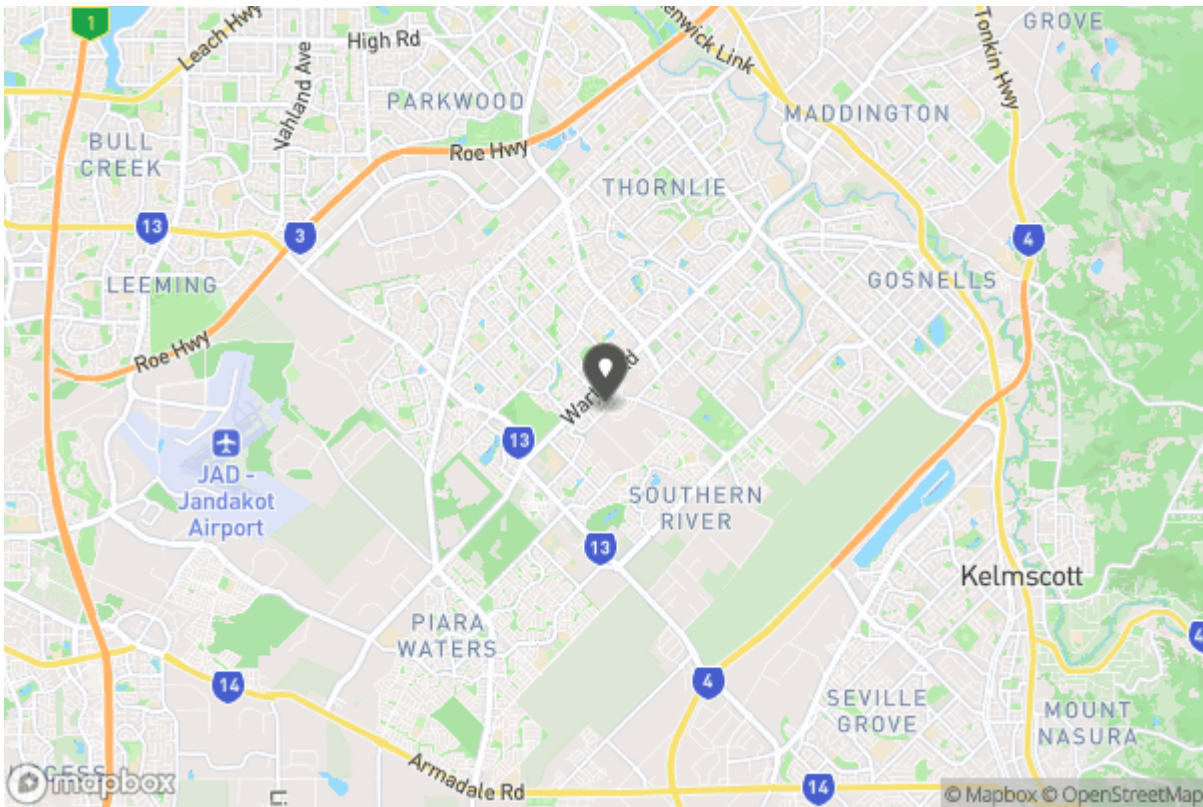 1
Leach Hwy
High Rd
Vahland Ave
PARKWOOD
enwick Link
Tonkin Hwy
GROVE
MADDINGTON
BULL
CREEK
Roe Hwy
THORNLIE
13
3
4
LEEMING
GOSNELLS
Roe Hwy
JAD -
Jandakot
Airport
13
SOUTHERN
RIVER
13
Kelmscott
PIARA
WATERS
4
14
4
SEVILLE
GROVE
MOUNT
NASURA
Armadale Rd
14
mapbox
© Mapbox © OpenStreetMap